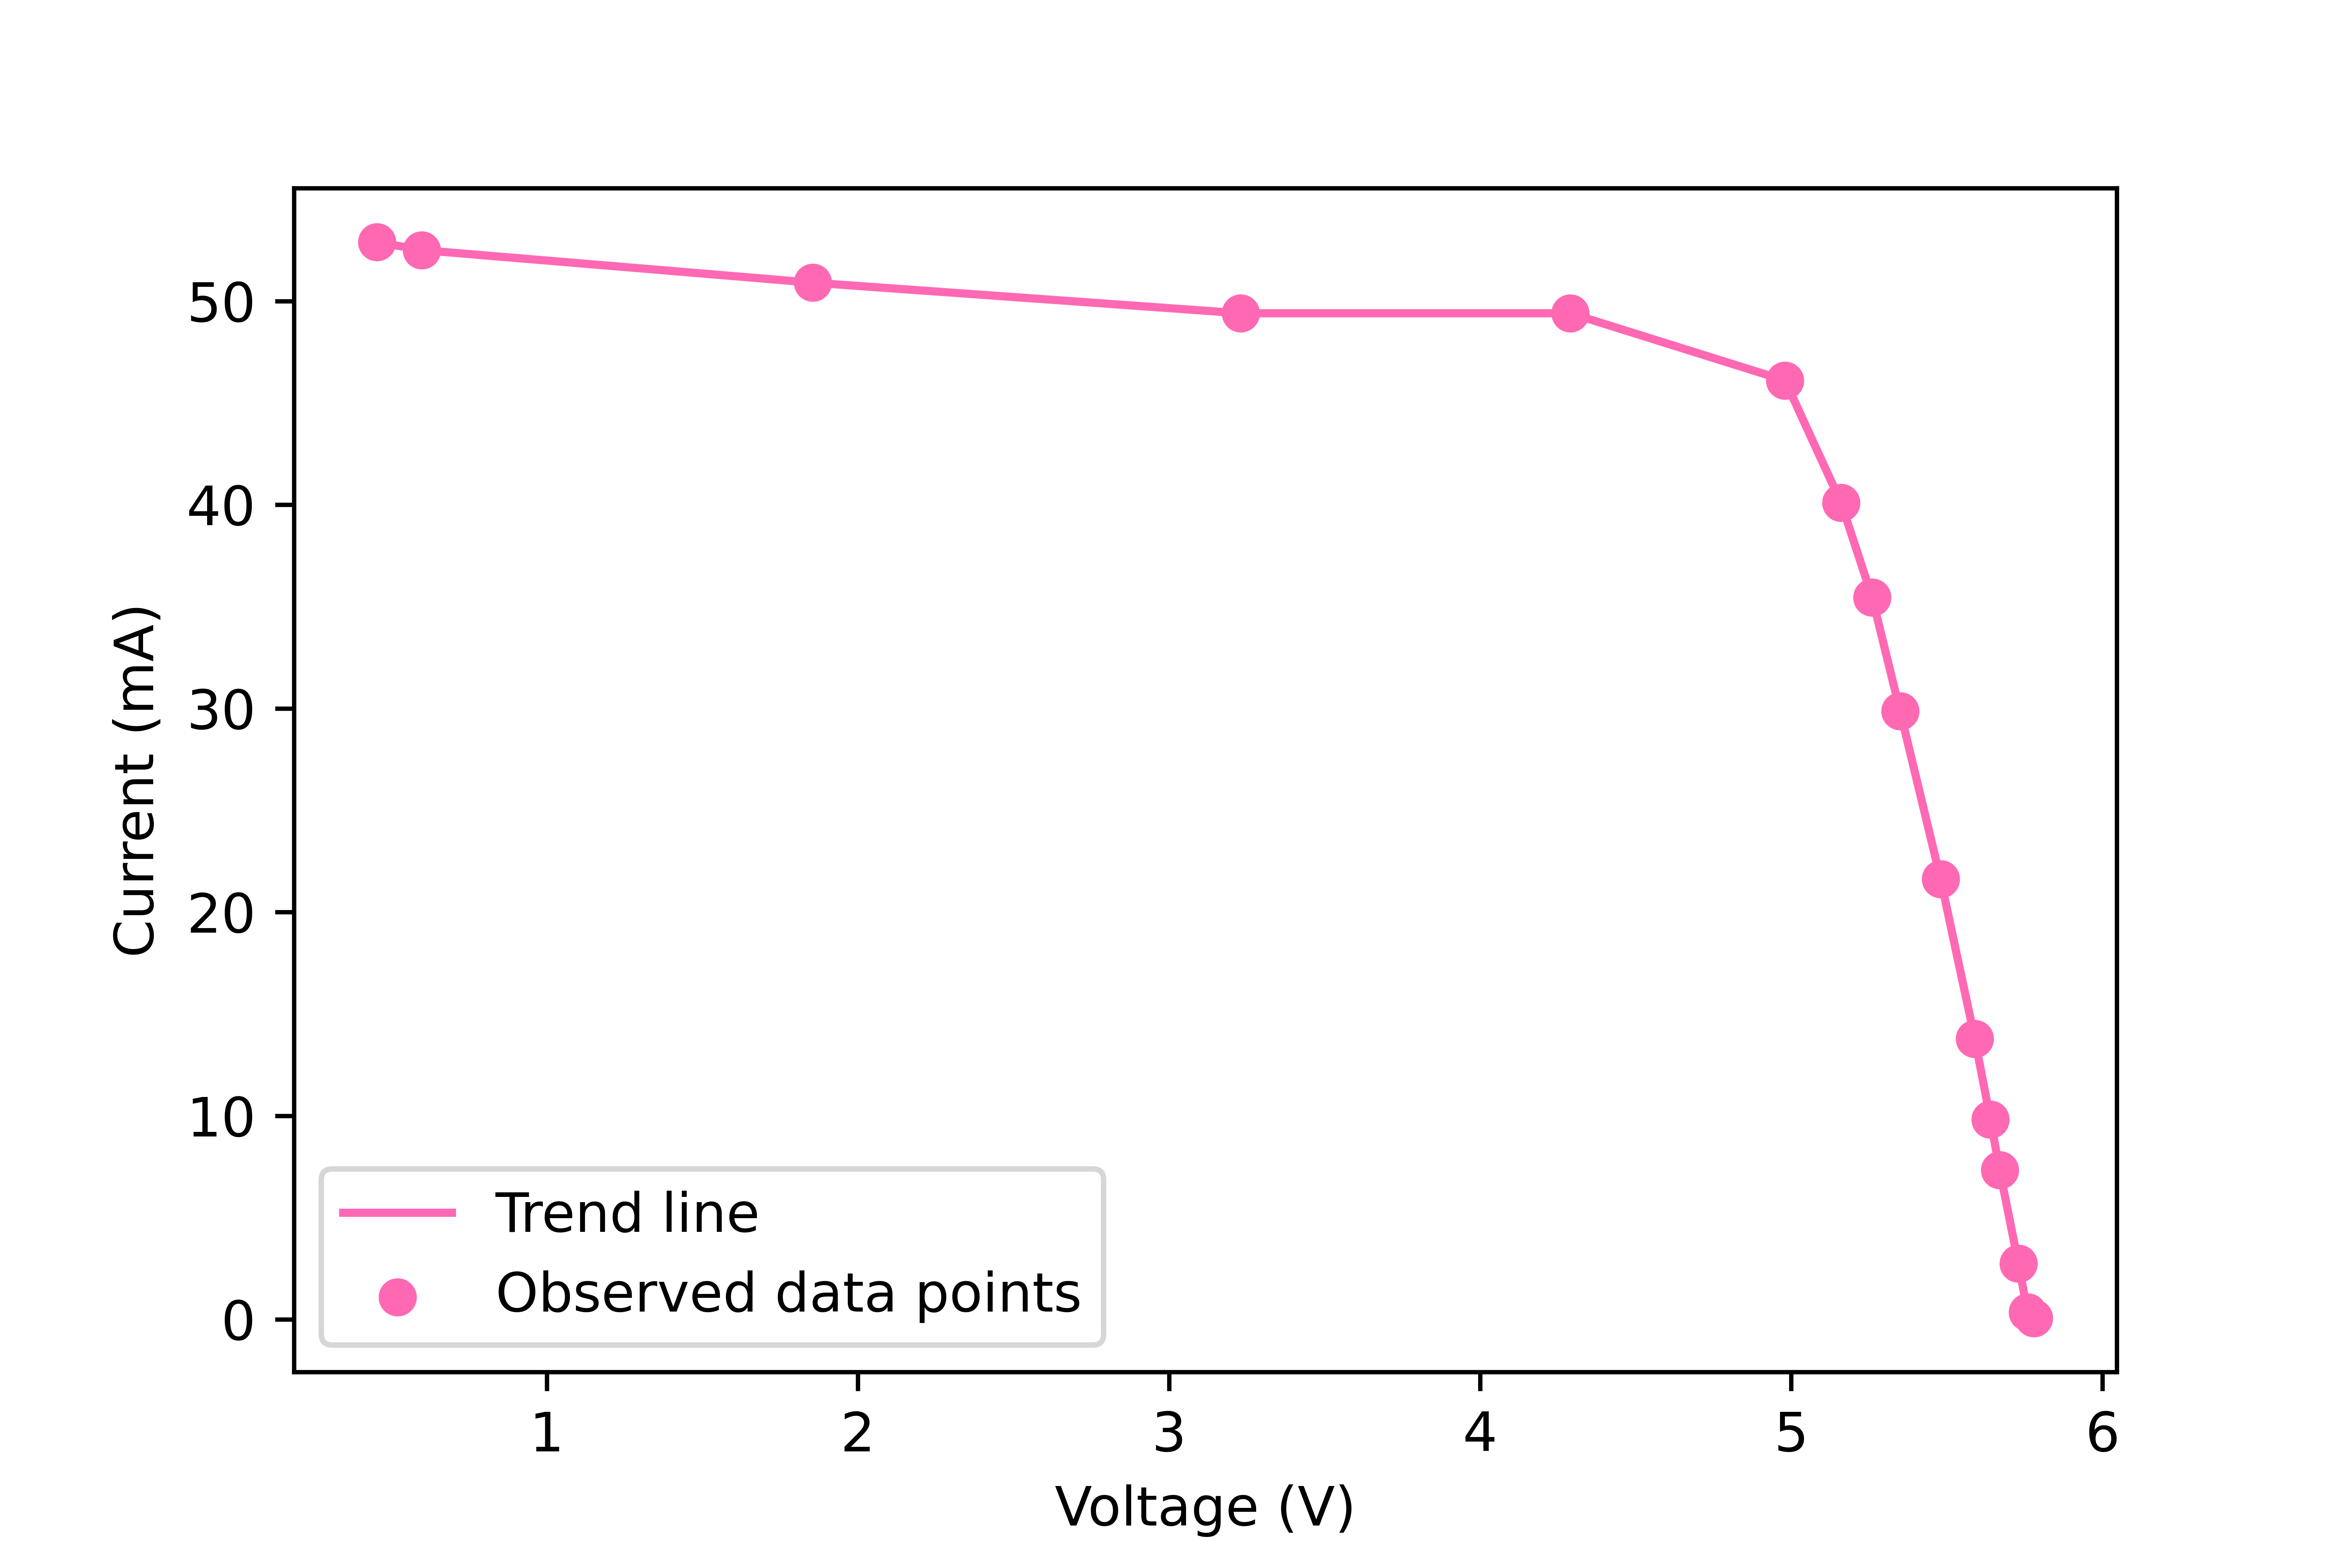 50
40
30
20
10
0
Current (mA)
Trend line
Observed data points
1 2 3 4 5 6
Voltage (V)